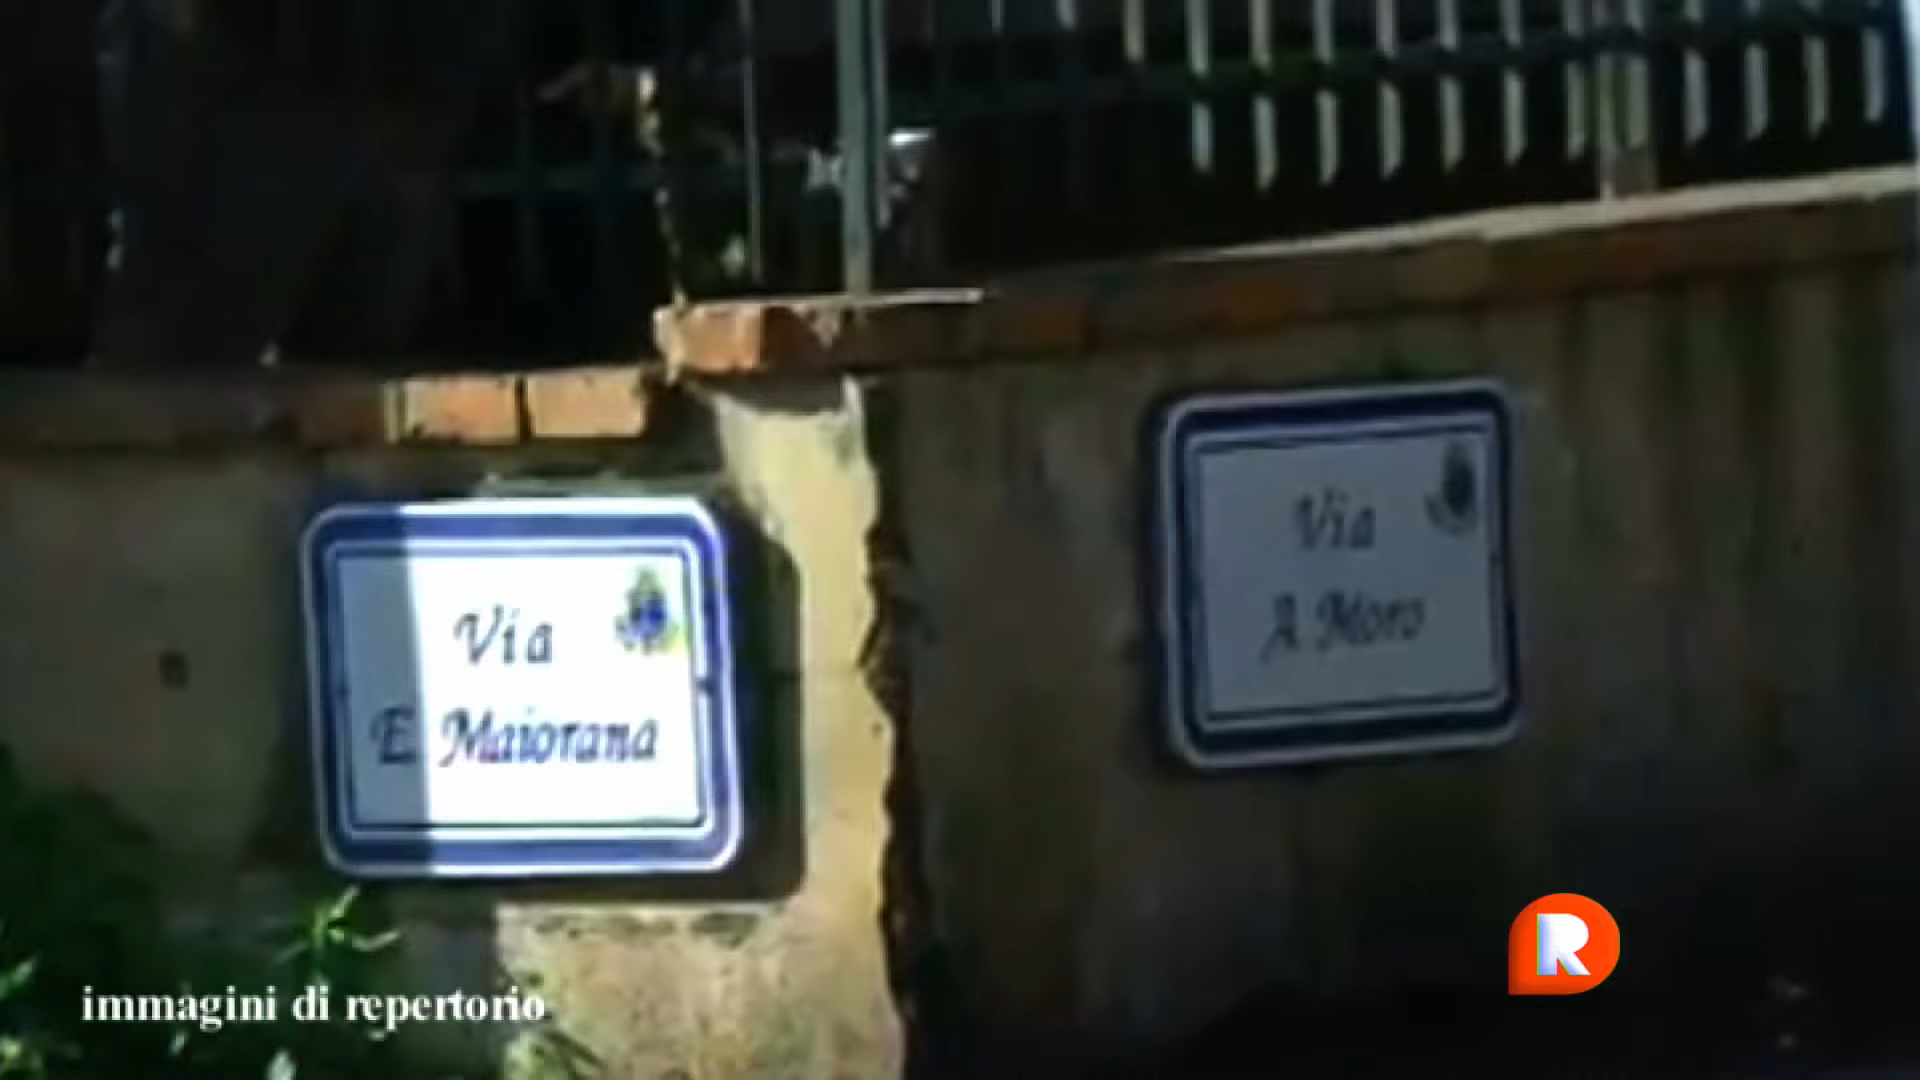 Via
E. Maiorana
Via
A Moro
immagini di repertorio
R